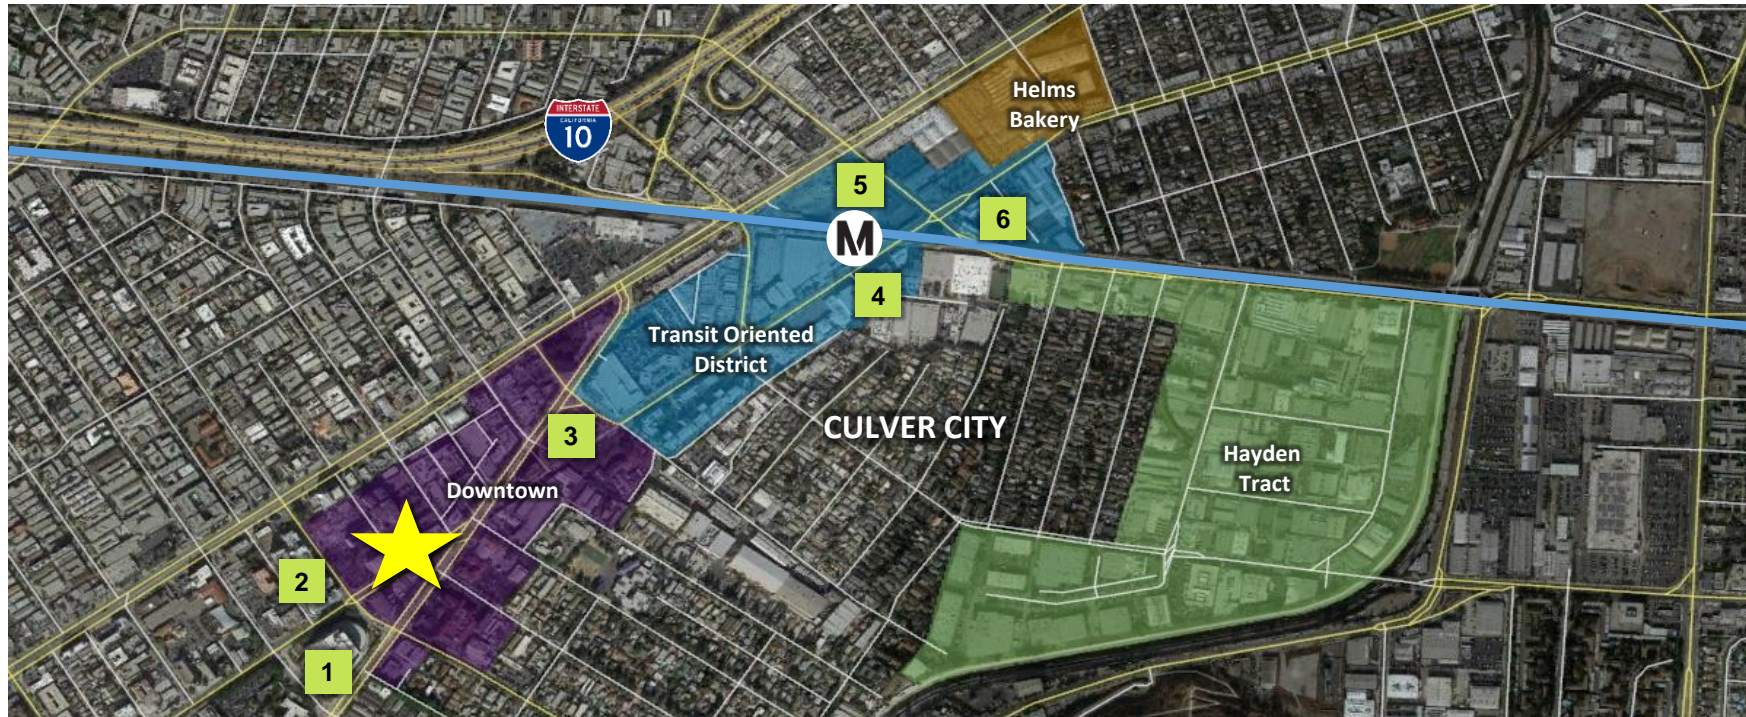 Helms
Bakery
INTERSTATE
CALIFORNIA
10
5
6
M
4
Transit Oriented
District
3
CULVER CITY
Hayden
Tract
Downtown
2
1